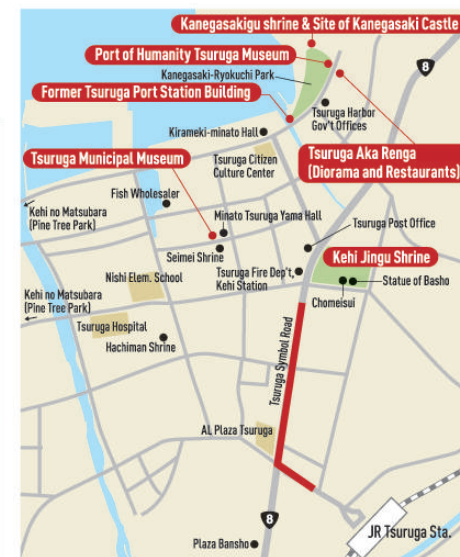 Kanegasakigu shrine & Site of Kanegasaki Castle
Port of Humanity Tsuruga Museum
8
Kanegasaki-Ryokuchi Park
Former Tsuruga Port Station Building
Tsuruga Harbor
Gov't Offices
Kirameki-minato Hall
Tsuruga Municipal Museum
Tsuruga Citizen
Culture Center
Tsuruga Aka Renga
(Diorama and Restaurants)
Fish Wholesaler
Kehi no Matsubara
(Pine Tree Park)
Minato Tsuruga Yama Hall
Tsuruga Post Office
Seimei Shrine
Kehi Jingu Shrine
Nishi Elem. School
Tsuruga Fire Dep't,
Kehi Station
Statue of Basho
Chomeisui
Kehi no Matsubara
(Pine Tree Park)
Tsuruga Hospital
Hachiman Shrine
Tsuruga Symbol Road
AL Plaza Tsuruga
8
JR Tsuruga Sta.
Plaza Bansho